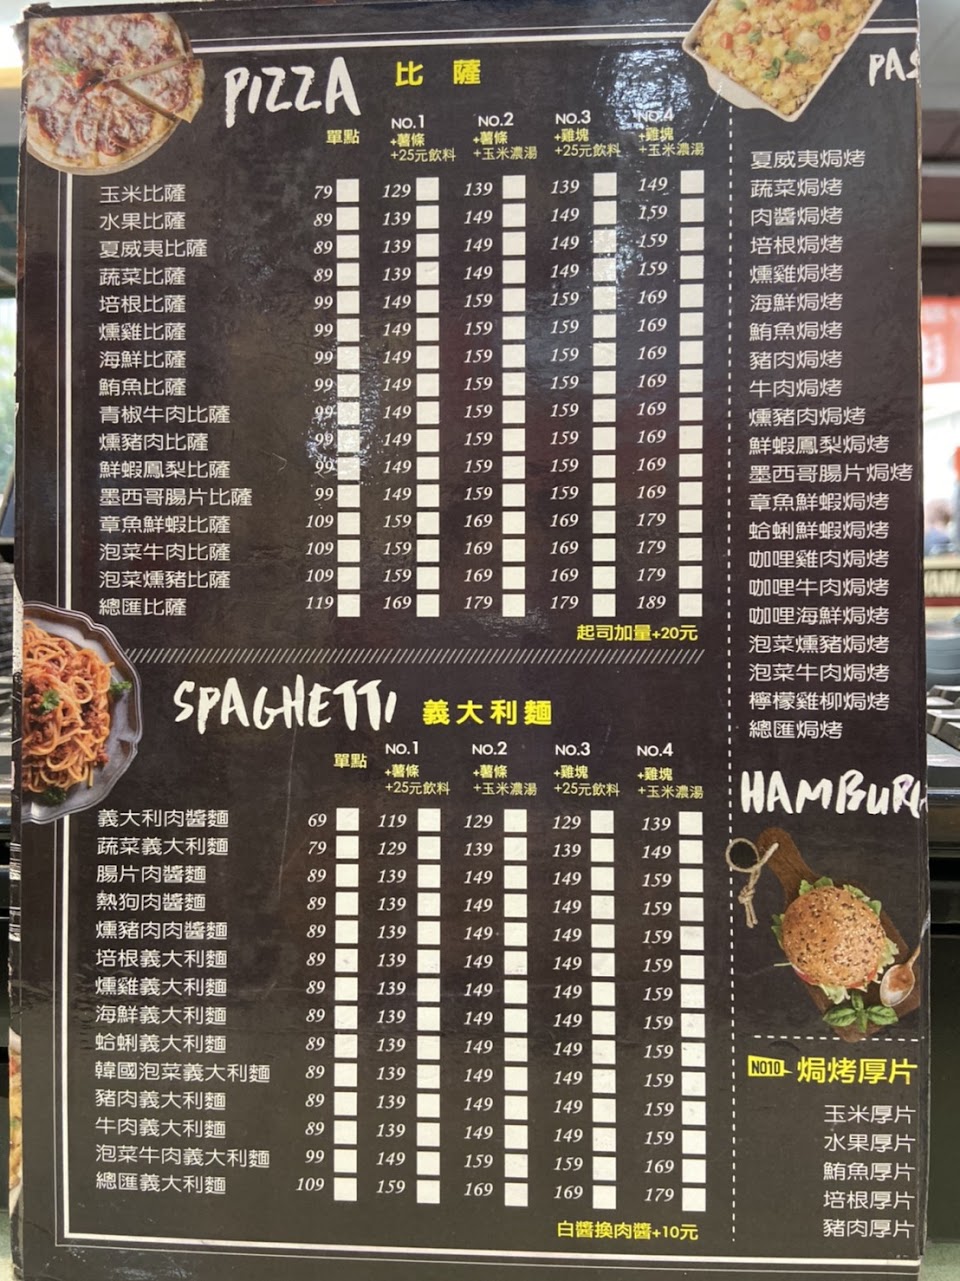 PIZZA 比薩
單點 NO.1 +薯條 +25元飲料 NO.2 +薯條 +玉米濃湯 NO.3 +雞塊 +25元飲料 NO.4 +雞塊 +玉米濃湯
玉米比薩 79 129 139 139 149
水果比薩 89 139 149 149 159
夏威夷比薩 89 139 149 149 159
蔬菜比薩 89 139 149 149 159
培根比薩 99 149 159 159 169
燻雞比薩 99 149 159 159 169
海鮮比薩 99 149 159 159 169
鮪魚比薩 99 149 159 159 169
青椒牛肉比薩 99 149 159 159 169
燻豬肉比薩 99 149 159 159 169
鮮蝦鳳梨比薩 99 149 159 159 169
墨西哥腸片比薩 99 149 159 159 169
章魚鮮蝦比薩 109 159 169 169 179
泡菜牛肉比薩 109 159 169 169 179
泡菜燻豬比薩 109 159 169 169 179
總匯比薩 119 169 179 179 189
起司加量+20元
SPAGHETTI 義大利麵
單點 NO.1 +薯條 +25元飲料 NO.2 +薯條 +玉米濃湯 NO.3 +雞塊 +25元飲料 NO.4 +雞塊 +玉米濃湯
義大利肉醬麵 69 119 129 129 139
蔬菜義大利麵 79 129 139 139 149
腸片肉醬麵 89 139 149 149 159
熱狗肉醬麵 89 139 149 149 159
燻豬肉肉醬麵 89 139 149 149 159
培根義大利麵 89 139 149 149 159
燻雞義大利麵 89 139 149 149 159
海鮮義大利麵 89 139 149 149 159
蛤蜊義大利麵 89 139 149 149 159
韓國泡菜義大利麵 89 139 149 149 159
豬肉義大利麵 89 139 149 149 159
牛肉義大利麵 89 139 149 149 159
泡菜牛肉義大利麵 99 149 159 159 169
總匯義大利麵 109 159 169 169 179
白醬換肉醬+10元
PAS
夏威夷焗烤
蔬菜焗烤
肉醬焗烤
培根焗烤
燻雞焗烤
海鮮焗烤
鮪魚焗烤
豬肉焗烤
牛肉焗烤
燻豬肉焗烤
鮮蝦鳳梨焗烤
墨西哥腸片焗烤
章魚鮮蝦焗烤
蛤蜊鮮蝦焗烤
咖哩雞肉焗烤
咖哩牛肉焗烤
咖哩海鮮焗烤
泡菜燻豬焗烤
泡菜牛肉焗烤
檸檬雞柳焗烤
總匯焗烤
HAMBURG
NO10 焗烤厚片
玉米厚片
水果厚片
鮪魚厚片
培根厚片
豬肉厚片